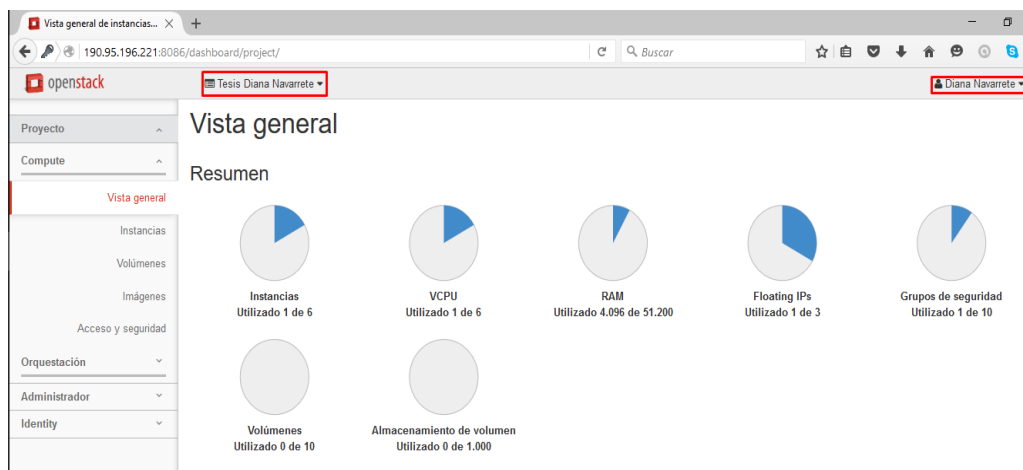 Vista general de instancias...
190.95.196.221:8086/dashboard/project/
Buscar
openstack
Tesis Diana Navarrete
Diana Navarrete
Proyecto
Compute
Vista general
Instancias
Volúmenes
Imágenes
Acceso y seguridad
Orquestación
Administrador
Identity
Vista general
Resumen
Instancias
Utilizado 1 de 6
VCPU
Utilizado 1 de 6
RAM
Utilizado 4.096 de 51.200
Floating IPs
Utilizado 1 de 3
Grupos de seguridad
Utilizado 1 de 10
Volúmenes
Utilizado 0 de 10
Almacenamiento de volumen
Utilizado 0 de 1.000